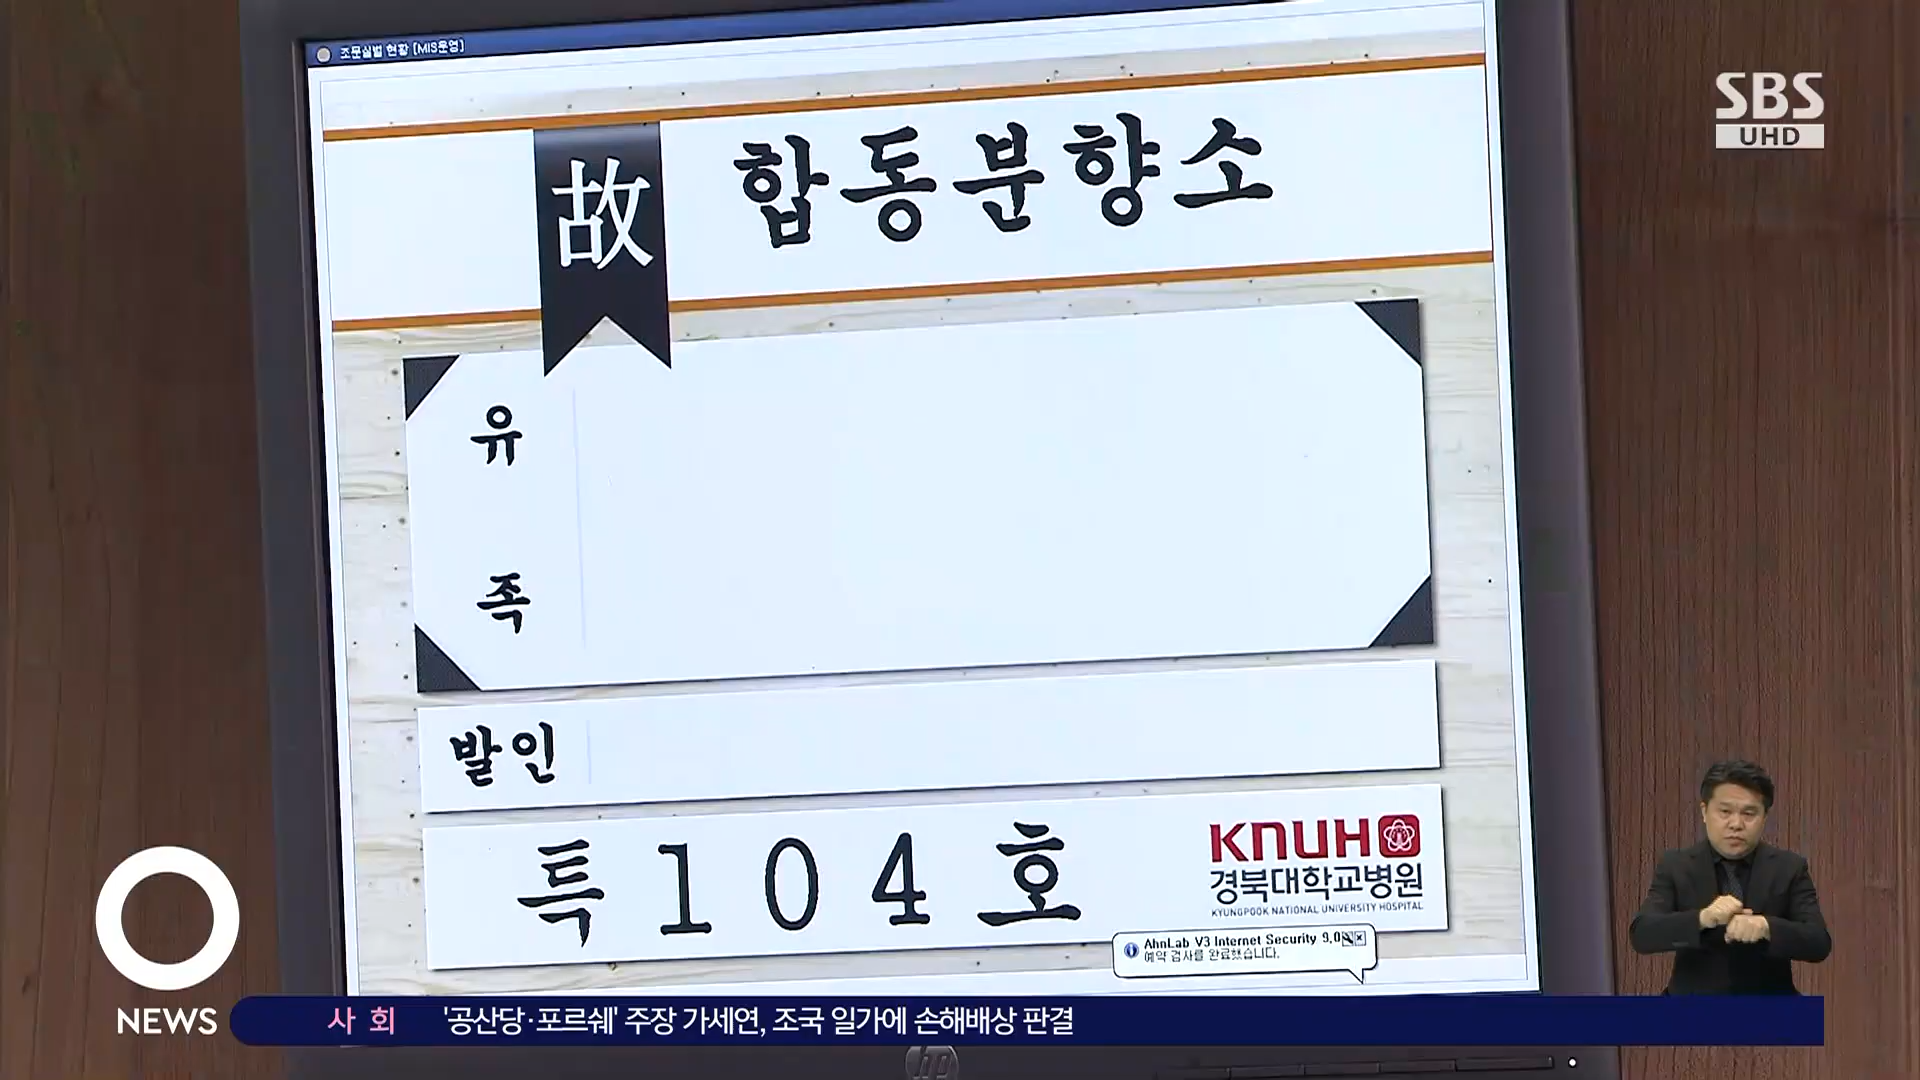 조문실별 현황 [MIS운영]
SBS
UHD
故 합동분향소
유
족
발인
특104호
KNUH
경북대학교병원
KYUNGPOOK NATIONAL UNIVERSITY HOSPITAL
AhnLab V3 Internet Security 9.0
예약 검사를 완료했습니다.
NEWS
사회 '공산당·포르쉐' 주장 가세연, 조국 일가에 손해배상 판결
hp